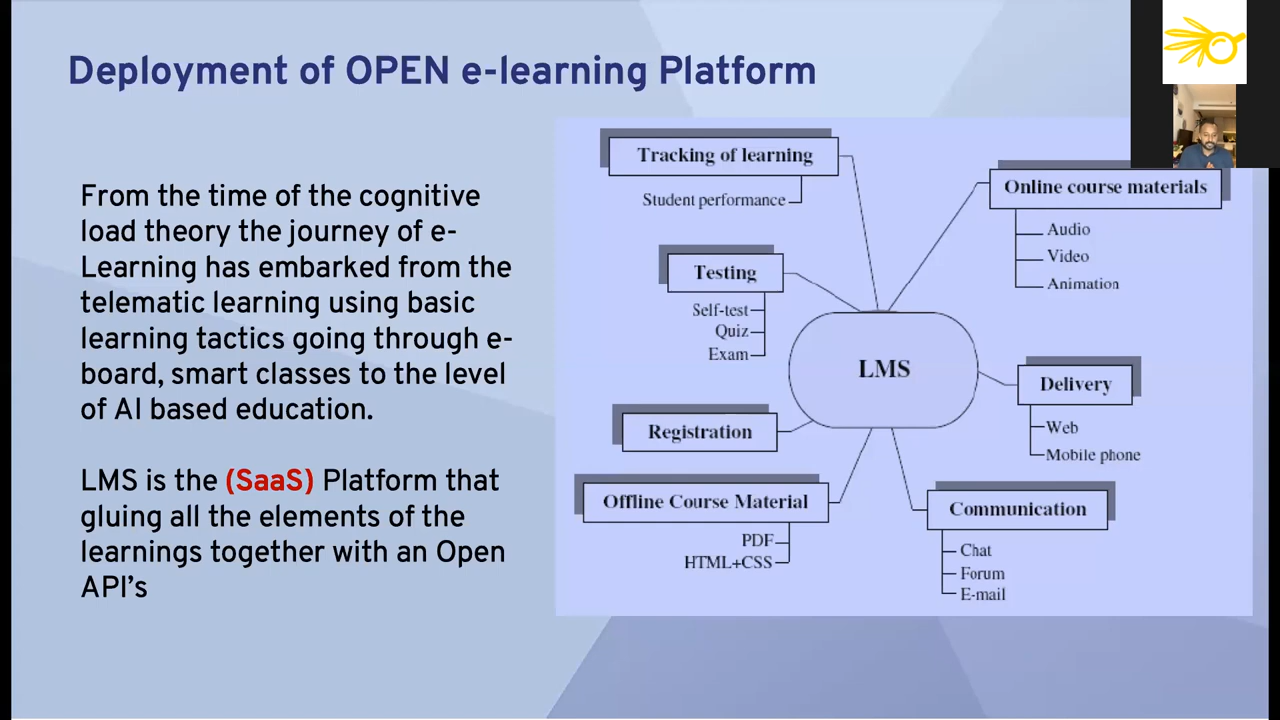 Deployment of OPEN e-learning Platform
From the time of the cognitive
load theory the journey of e-
Learning has embarked from the
telematic learning using basic
learning tactics going through e-
board, smart classes to the level
of AI based education.
LMS is the (SaaS) Platform that
gluing all the elements of the
learnings together with an Open
API's
Tracking of learning
Student performance
Testing
Self-test
Quiz
Exam
Registration
Offline Course Material
PDF
HTML+CSS
LMS
Online course materials
Audio
Video
Animation
Delivery
Web
Mobile phone
Communication
Chat
Forum
E-mail